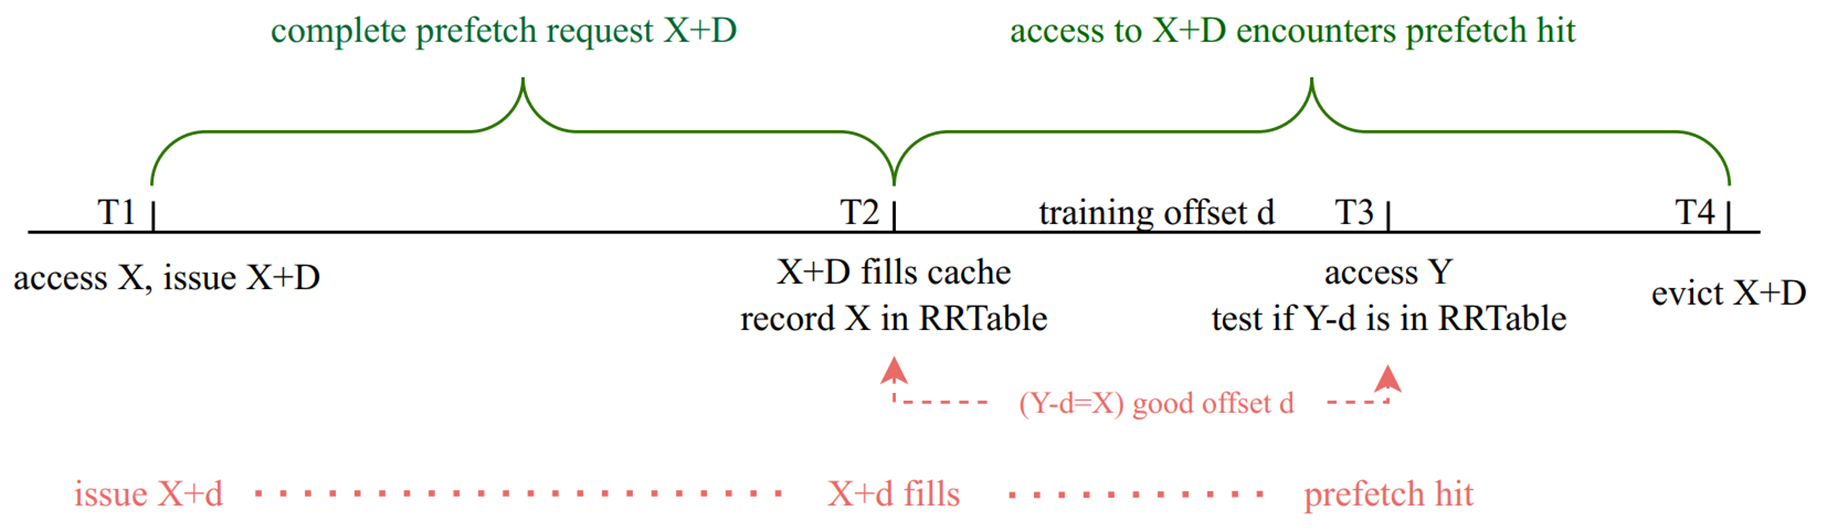 complete prefetch request X+D
access to X+D encounters prefetch hit
T1
T2
training offset d
T3
T4
access X, issue X+D
X+D fills cache
record X in RRTable
access Y
test if Y-d is in RRTable
evict X+D
(Y-d=X) good offset d
issue X+d
X+d fills
prefetch hit